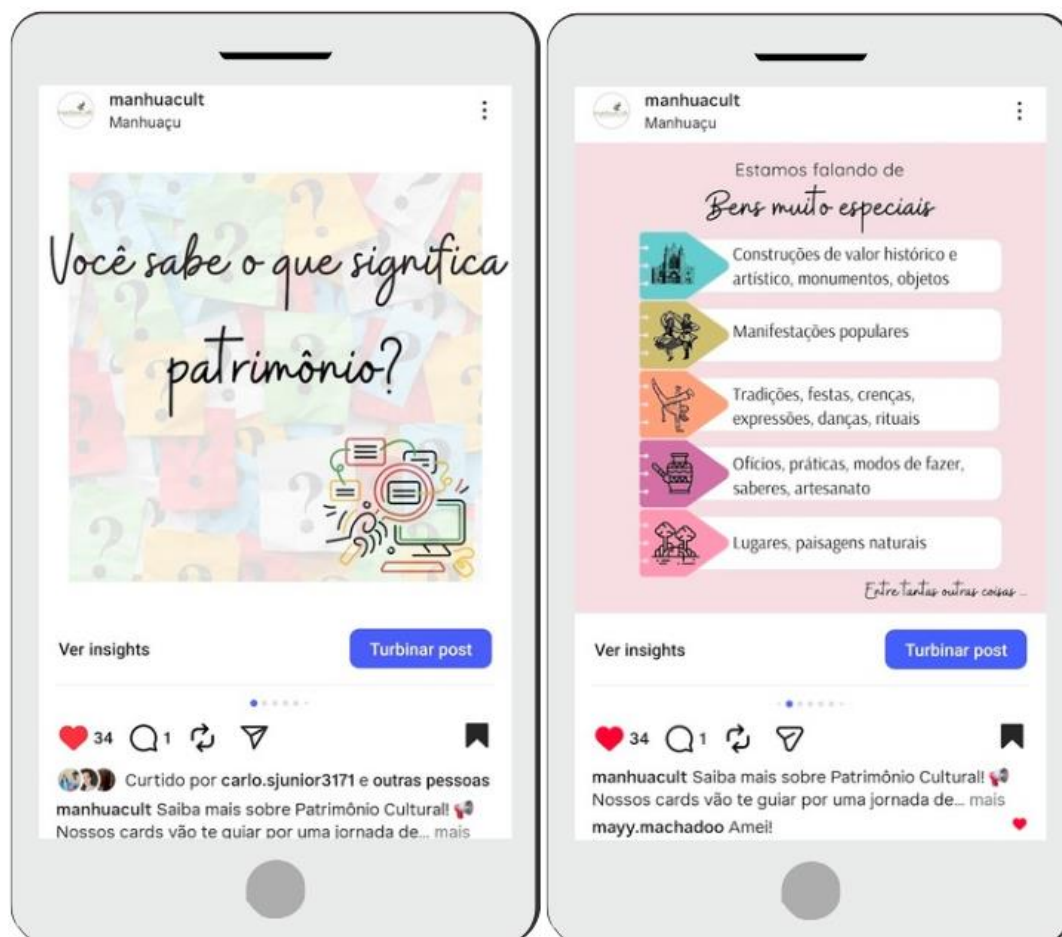 manhuacult
Manhuaçu
Você sabe o que significa
patrimônio?
Ver insights
Turbinar post
34
1
Curtido por carlo.sjunior3171 e outras pessoas
manhuacult Saiba mais sobre Patrimônio Cultural!
Nossos cards vão te guiar por uma jornada de... mais
manhuacult
Manhuaçu
Estamos falando de
Bens muito especiais
Construções de valor histórico e
artístico, monumentos, objetos
Manifestações populares
Tradições, festas, crenças,
expressões, danças, rituais
Ofícios, práticas, modos de fazer,
saberes, artesanato
Lugares, paisagens naturais
Entre tantas outras coisas ...
Ver insights
Turbinar post
34
1
manhuacult Saiba mais sobre Patrimônio Cultural!
Nossos cards vão te guiar por uma jornada de... mais
mayy.machadoo Amei!